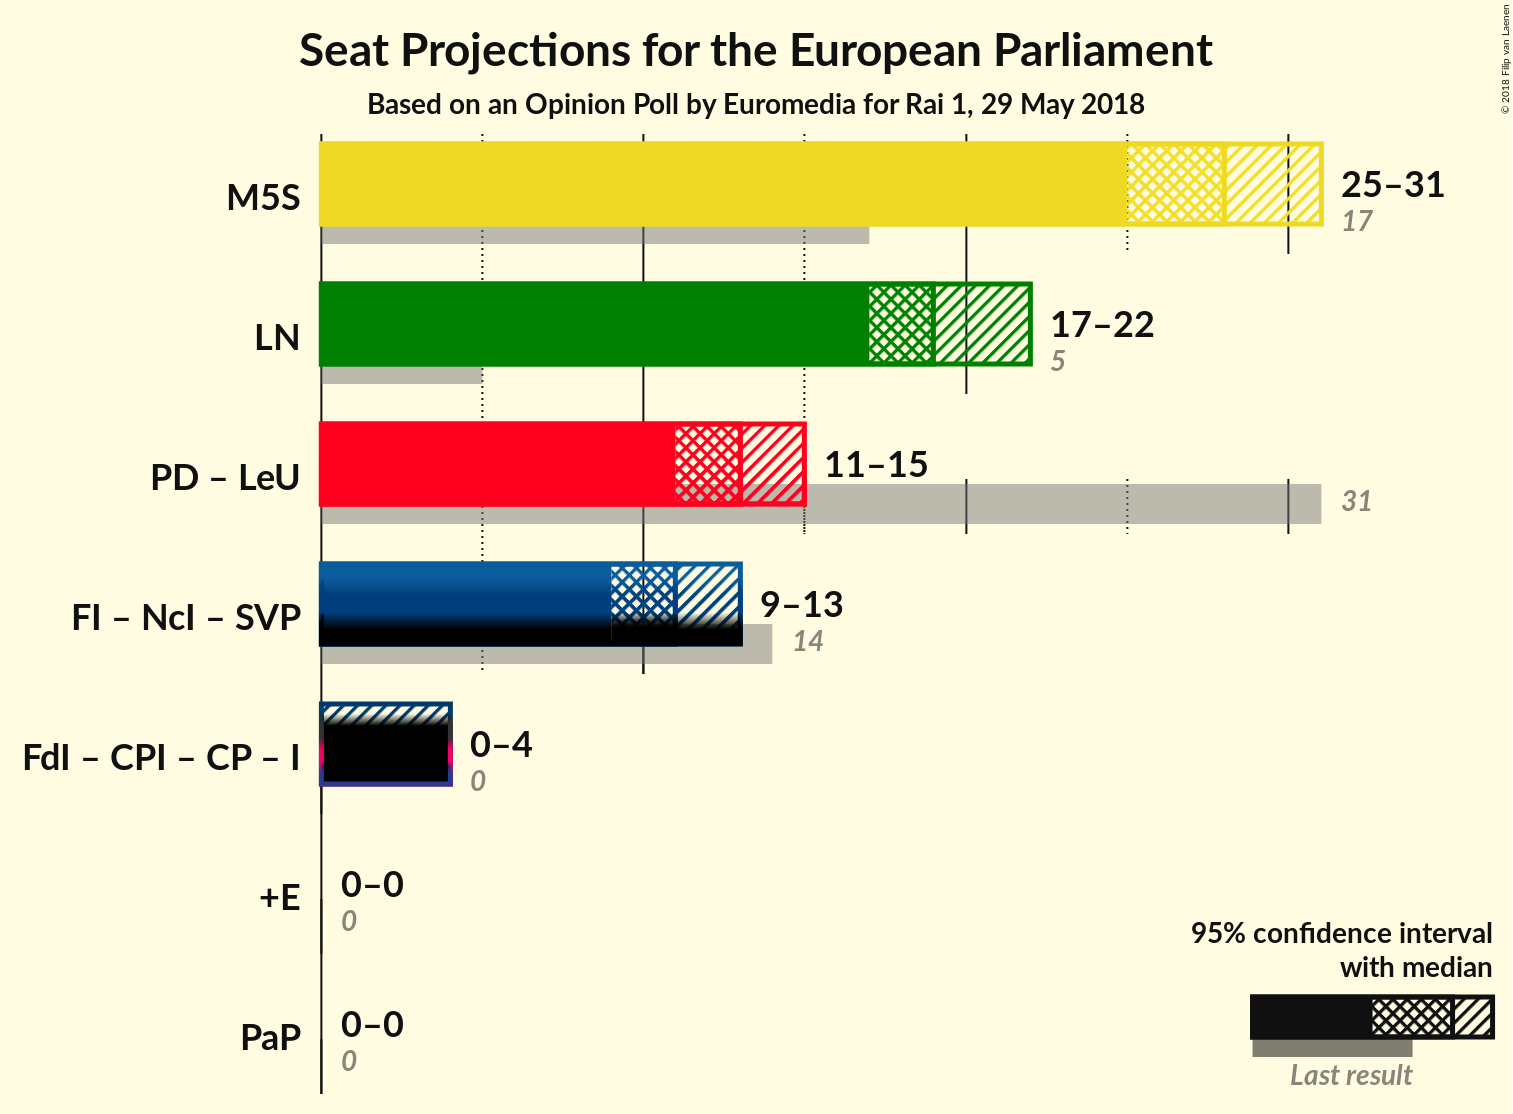 Seat Projections for the European Parliament
Based on an Opinion Poll by Euromedia for Rai 1, 29 May 2018
© 2018 Filip van Laenen
M5S
25–31
17
LN
17–22
5
PD – LeU
11–15
31
FI – NcI – SVP
9–13
14
FdI – CPI – CP – I
0–4
0
+E
0–0
0
PaP
0–0
0
95% confidence interval
with median
Last result